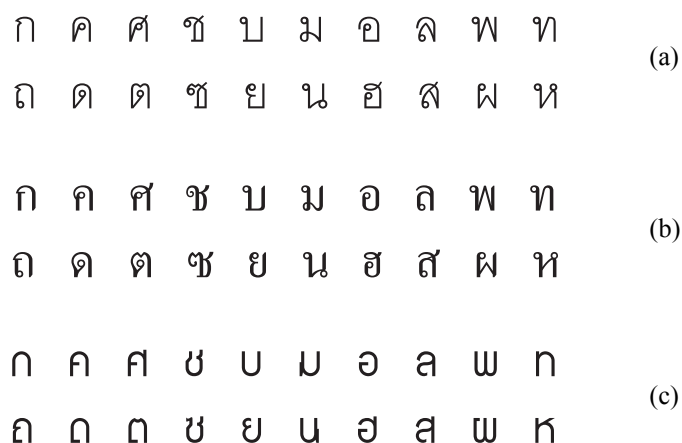 ก ค ศ ช บ ม อ ล พ ท
(a)
ถ ด ต ซ ย น ฮ ส ผ ห
ก ค ศ ช บ ม อ ล พ ท
(b)
ถ ด ต ซ ย น ฮ ส ผ ห
ก ค ศ ช บ ม อ ล พ ท
(c)
ถ ด ต ซ ย น ฮ ส ผ ห